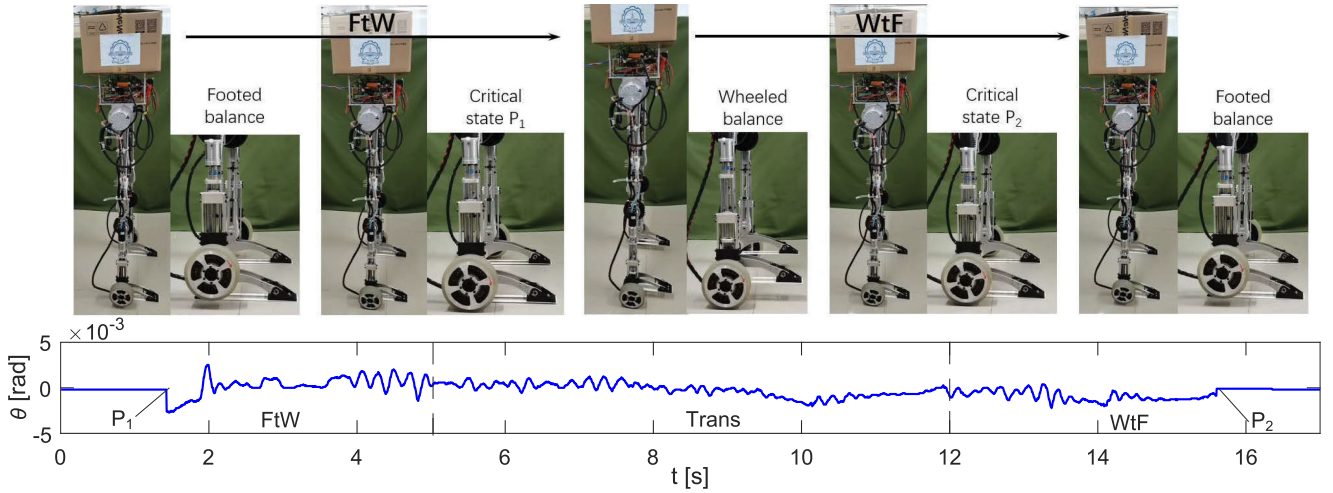 FtW
WtF
Footed
balance
Critical
state P1
Wheeled
balance
Critical
state P2
Footed
balance
×10-3
5
0
-5
θ [rad]
P1
FtW
Trans
WtF
P2
0
2
4
6
8
10
12
14
16
t [s]